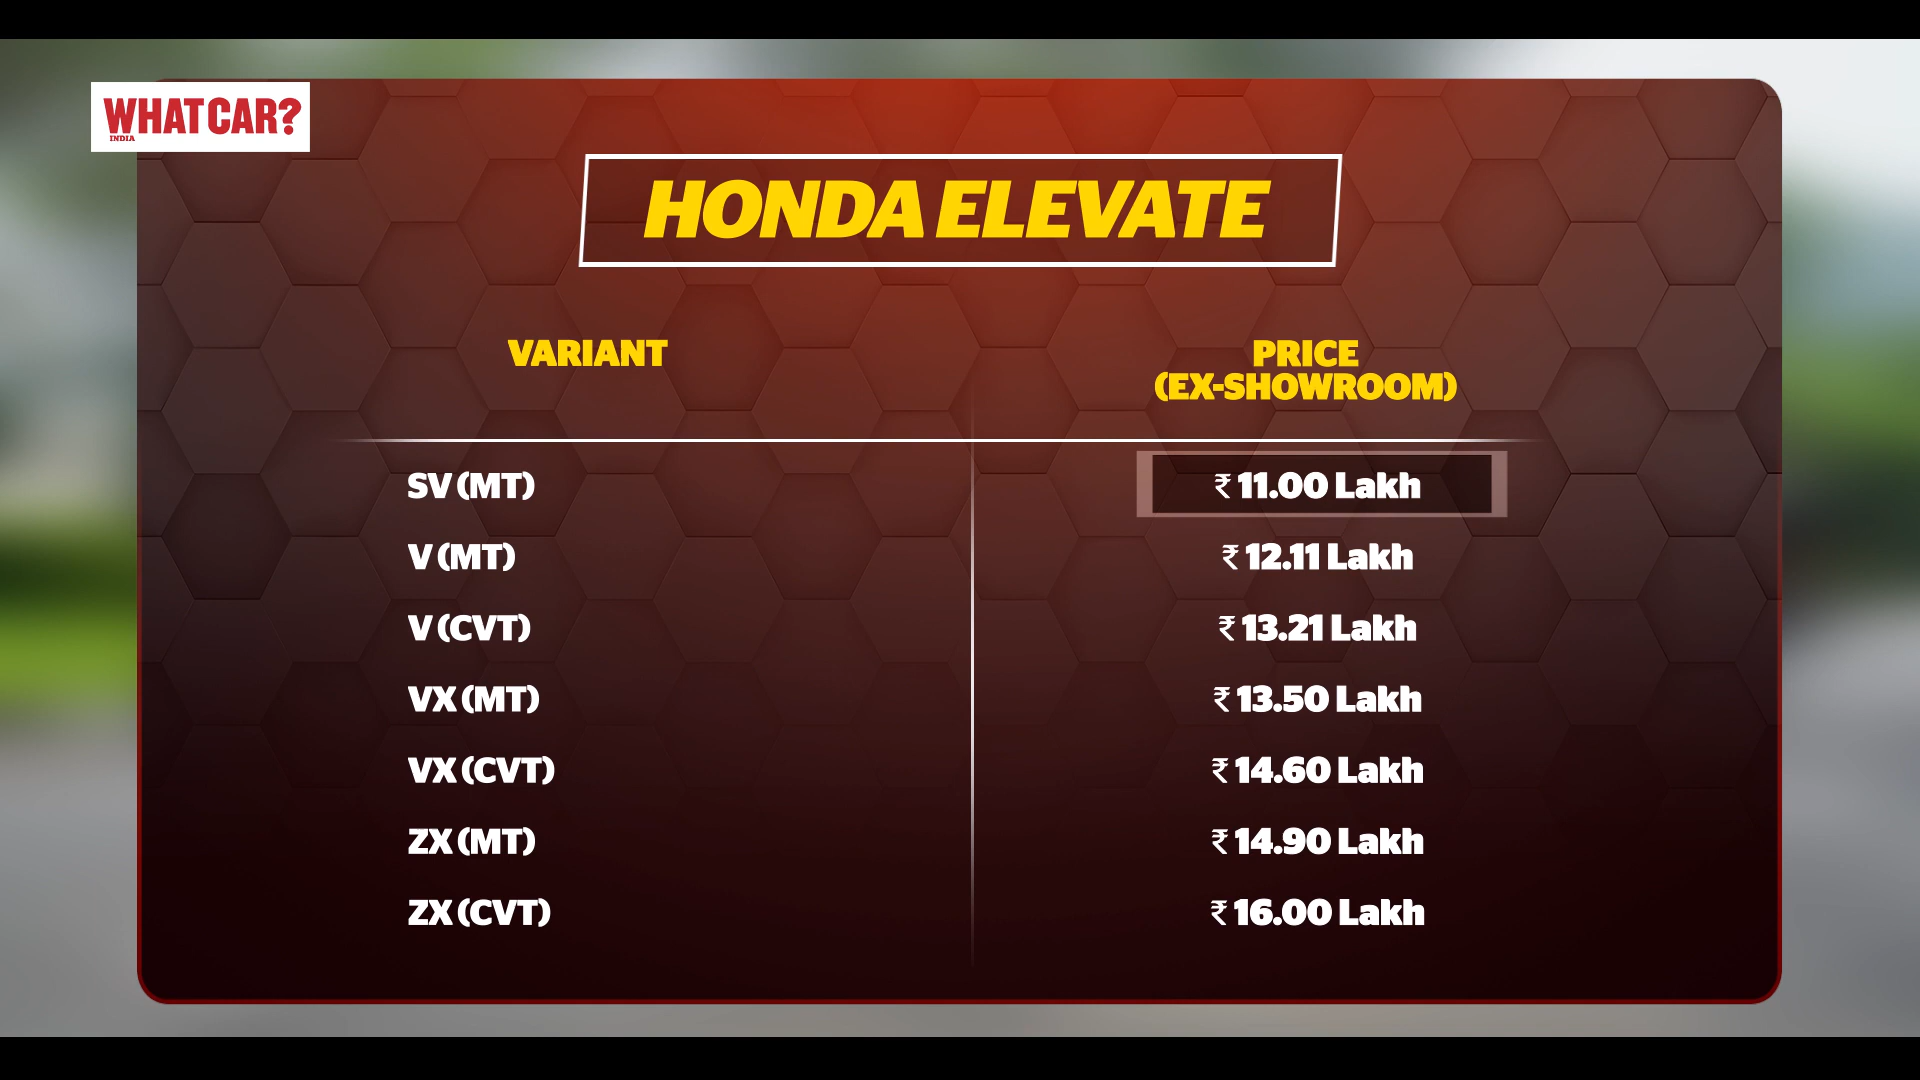 WHAT CAR?
INDIA
HONDA ELEVATE
VARIANT
PRICE
(EX-SHOWROOM)
SV (MT)
₹ 11.00 Lakh
V (MT)
₹ 12.11 Lakh
V (CVT)
₹ 13.21 Lakh
VX (MT)
₹ 13.50 Lakh
VX (CVT)
₹ 14.60 Lakh
ZX (MT)
₹ 14.90 Lakh
ZX (CVT)
₹ 16.00 Lakh